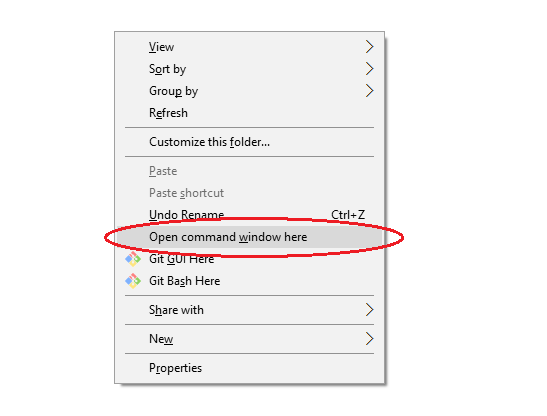 View
Sort by
Group by
Refresh
Customize this folder...
Paste
Paste shortcut
Undo Rename Ctrl+Z
Open command window here
Git GUI Here
Git Bash Here
Share with
New
Properties